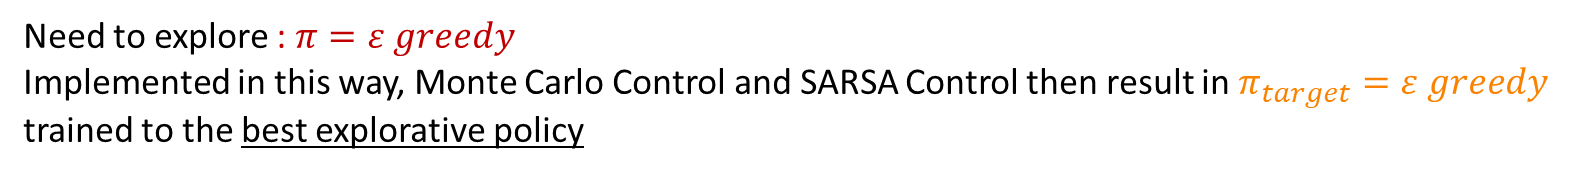 Need to explore : π = ε greedy
Implemented in this way, Monte Carlo Control and SARSA Control then result in π_target = ε greedy
trained to the best explorative policy